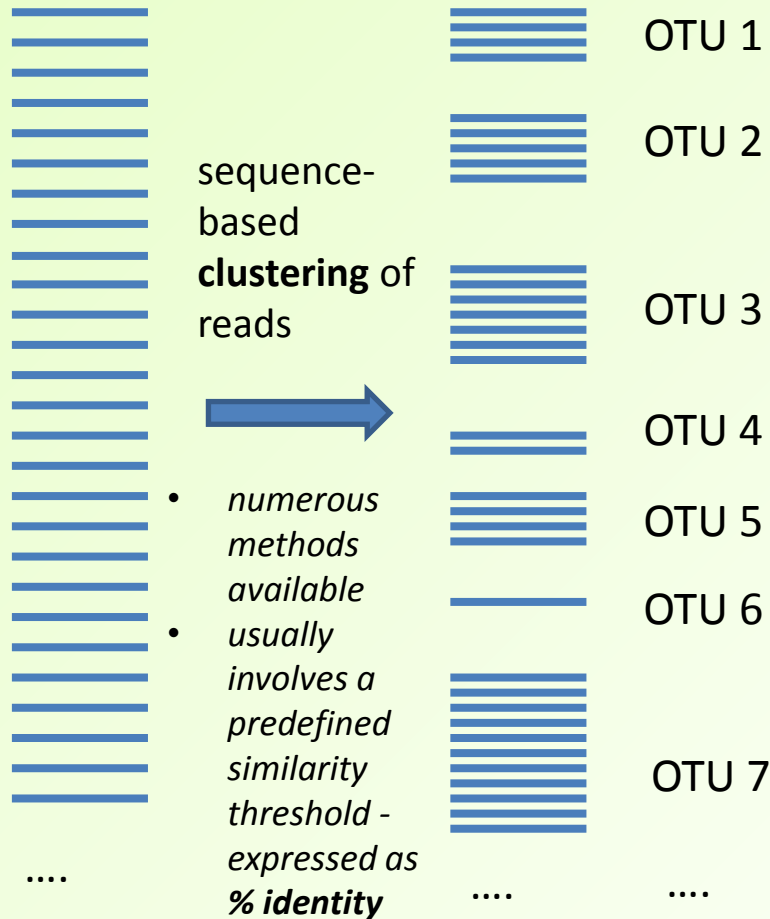 sequence-
based
clustering of
reads
• numerous
methods
available
• usually
involves a
predefined
similarity
threshold -
expressed as
% identity
OTU 1
OTU 2
OTU 3
OTU 4
OTU 5
OTU 6
OTU 7
....
....
....